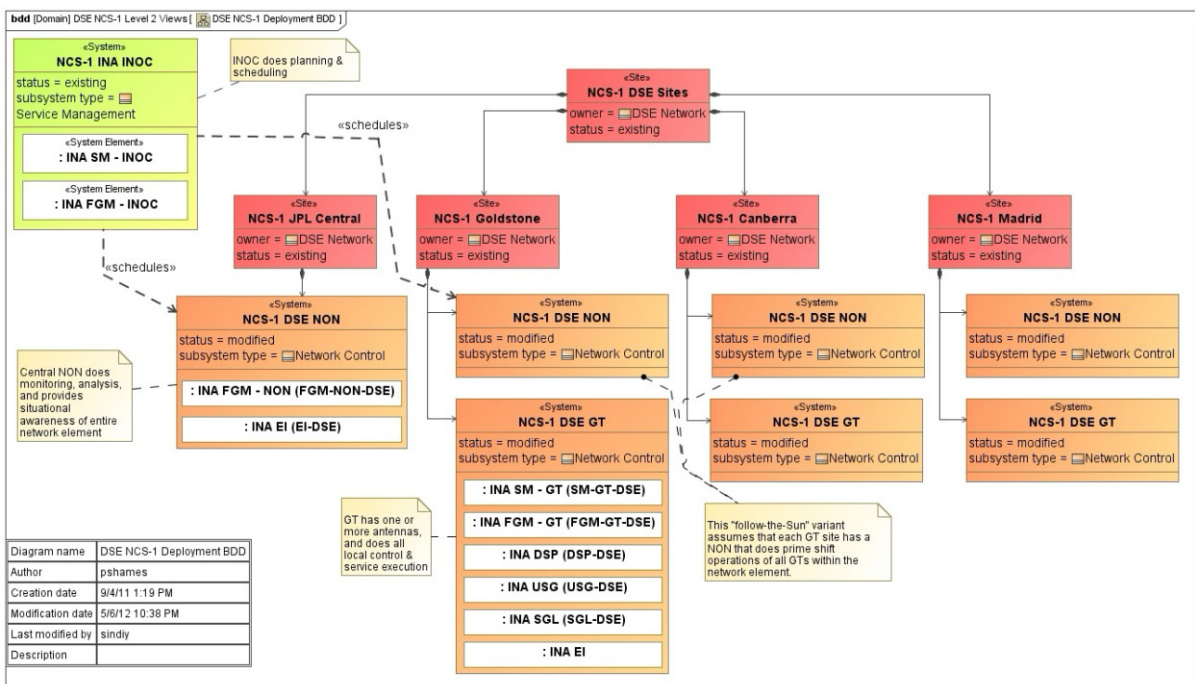 bdd [Domain] DSE NCS-1 Level 2 Views [ DSE NCS-1 Deployment BDD ]
«System»
NCS-1 INA INOC
status = existing
subsystem type =
Service Management
«System Element»
: INA SM - INOC
«System Element»
: INA FGM - INOC
INOC does planning &
scheduling
«schedules»
«schedules»
«Site»
NCS-1 DSE Sites
owner = DSE Network
status = existing
«Site»
NCS-1 JPL Central
owner = DSE Network
status = existing
«Site»
NCS-1 Goldstone
owner = DSE Network
status = existing
«Site»
NCS-1 Canberra
owner = DSE Network
status = existing
«Site»
NCS-1 Madrid
owner = DSE Network
status = existing
«System»
NCS-1 DSE NON
status = modified
subsystem type = Network Control
: INA FGM - NON (FGM-NON-DSE)
: INA EI (EI-DSE)
«System»
NCS-1 DSE NON
status = modified
subsystem type = Network Control
«System»
NCS-1 DSE NON
status = modified
subsystem type = Network Control
«System»
NCS-1 DSE NON
status = modified
subsystem type = Network Control
Central NON does
monitoring, analysis,
and provides
situational
awareness of entire
network element
«System»
NCS-1 DSE GT
status = modified
subsystem type = Network Control
: INA SM - GT (SM-GT-DSE)
: INA FGM - GT (FGM-GT-DSE)
: INA DSP (DSP-DSE)
: INA USG (USG-DSE)
: INA SGL (SGL-DSE)
: INA EI
«System»
NCS-1 DSE GT
status = modified
subsystem type = Network Control
«System»
NCS-1 DSE GT
status = modified
subsystem type = Network Control
GT has one or
more antennas,
and does all
local control &
service execution
This "follow-the-Sun" variant
assumes that each GT site has a
NON that does prime shift
operations of all GTs within the
network element.
Diagram name DSE NCS-1 Deployment BDD
Author pshames
Creation date 9/4/11 1:19 PM
Modification date 5/6/12 10:38 PM
Last modified by sindiy
Description